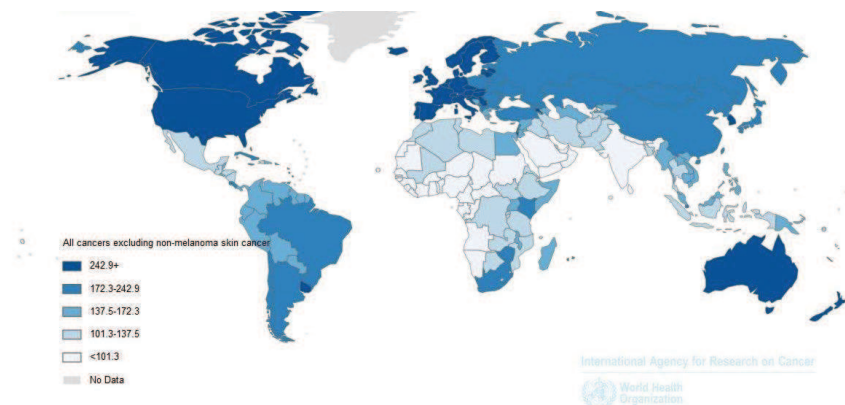 All cancers excluding non-melanoma skin cancer
242.9+
172.3-242.9
137.5-172.3
101.3-137.5
<101.3
No Data
International Agency for Research on Cancer
World Health
Organization